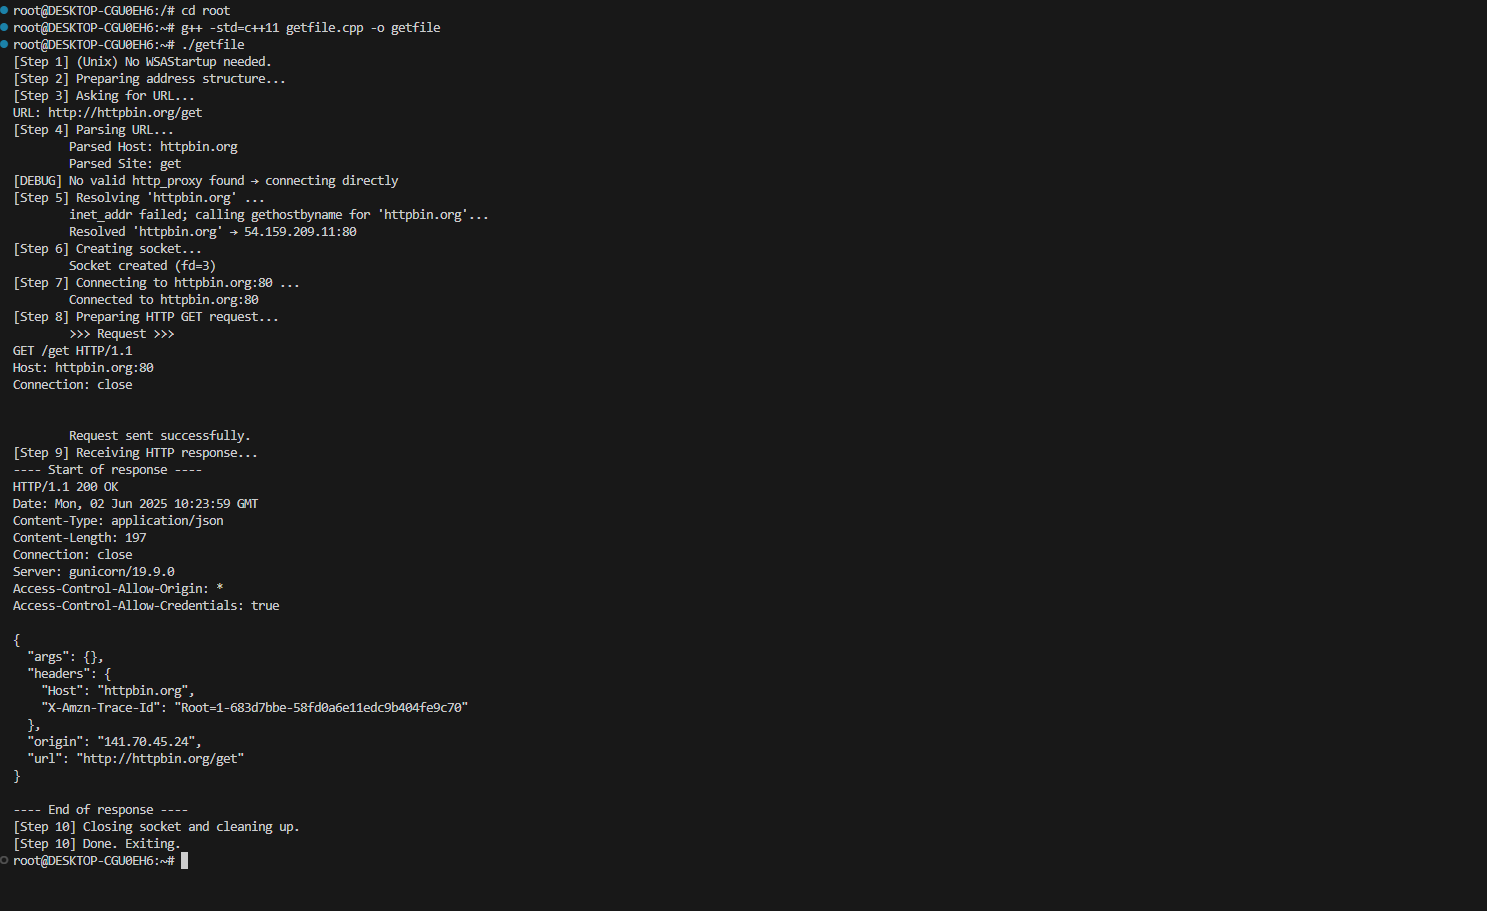 root@DESKTOP-CGU0EH6:/# cd root
root@DESKTOP-CGU0EH6:~# g++ -std=c++11 getfile.cpp -o getfile
root@DESKTOP-CGU0EH6:~# ./getfile
[Step 1] (Unix) No WSAStartup needed.
[Step 2] Preparing address structure...
[Step 3] Asking for URL...
URL: http://httpbin.org/get
[Step 4] Parsing URL...
Parsed Host: httpbin.org
Parsed Site: get
[DEBUG] No valid http_proxy found → connecting directly
[Step 5] Resolving 'httpbin.org' ...
inet_addr failed; calling gethostbyname for 'httpbin.org'...
Resolved 'httpbin.org' → 54.159.209.11:80
[Step 6] Creating socket...
Socket created (fd=3)
[Step 7] Connecting to httpbin.org:80 ...
Connected to httpbin.org:80
[Step 8] Preparing HTTP GET request...
>>> Request >>>
GET /get HTTP/1.1
Host: httpbin.org:80
Connection: close
Request sent successfully.
[Step 9] Receiving HTTP response...
---- Start of response ----
HTTP/1.1 200 OK
Date: Mon, 02 Jun 2025 10:23:59 GMT
Content-Type: application/json
Content-Length: 197
Connection: close
Server: gunicorn/19.9.0
Access-Control-Allow-Origin: *
Access-Control-Allow-Credentials: true
{
"args": {},
"headers": {
"Host": "httpbin.org",
"X-Amzn-Trace-Id": "Root=1-683d7bbe-58fd0a6e11edc9b404fe9c70"
},
"origin": "141.70.45.24",
"url": "http://httpbin.org/get"
}
---- End of response ----
[Step 10] Closing socket and cleaning up.
[Step 10] Done. Exiting.
root@DESKTOP-CGU0EH6:~#